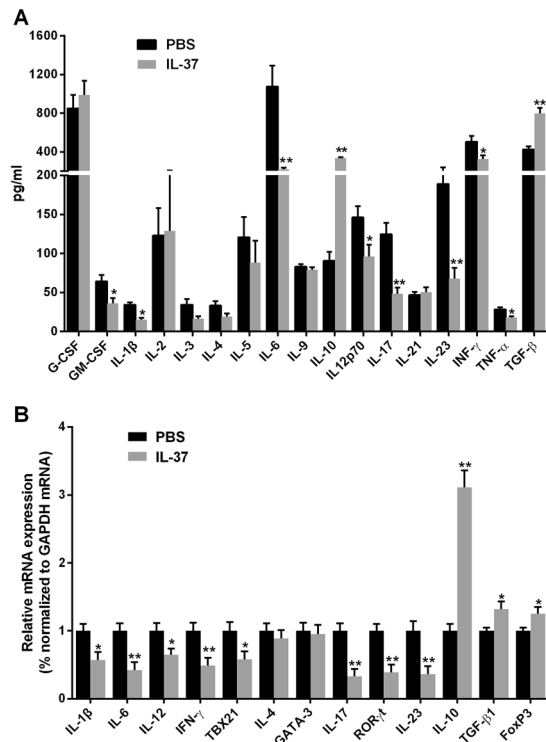 A
PBS
IL-37
pg/ml
1600
1200
800
400
200
150
100
50
0
G-CSF
GM-CSF
IL-1β
IL-2
IL-3
IL-4
IL-5
IL-6
IL-9
IL-10
IL12p70
IL-17
IL-21
IL-23
INF-γ
TNF-α
TGF-β
* * ** ** * ** ** * * **
B
PBS
IL-37
Relative mRNA expression
(% normalized to GAPDH mRNA)
4
3
2
1
0
* ** * ** * ** ** ** ** * *
IL-1β
IL-6
IL-12
IFN-γ
TBX21
IL-4
GATA-3
IL-17
RORγt
IL-23
IL-10
TGF-β1
FoxP3